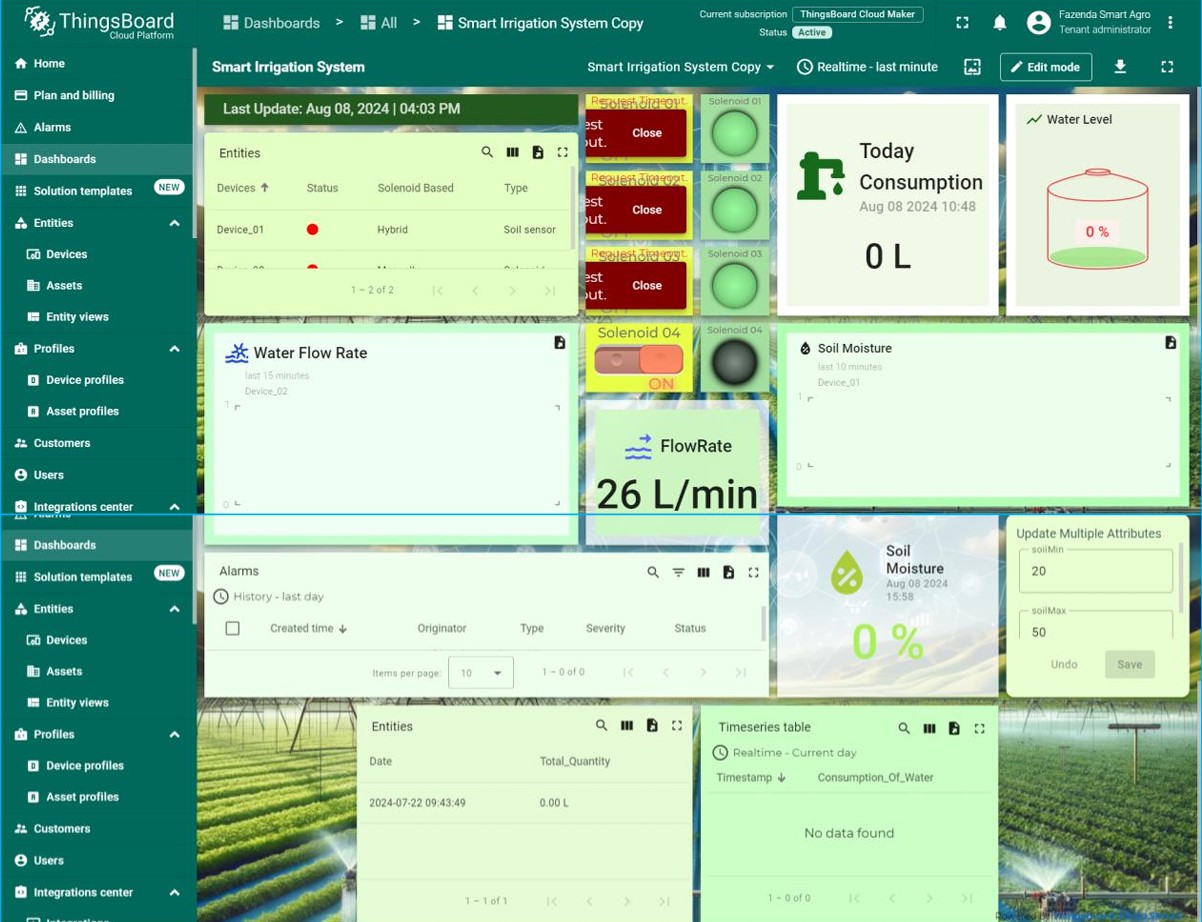 ThingsBoard
Cloud Platform
Dashboards > All > Smart Irrigation System Copy
Current subscription ThingsBoard Cloud Maker
Status Active
Fazenda Smart Agro
Tenant administrator
Home
Plan and billing
Alarms
Dashboards
Solution templates NEW
Entities
Devices
Assets
Entity views
Profiles
Device profiles
Asset profiles
Customers
Users
Integrations center
Smart Irrigation System
Smart Irrigation System Copy
Realtime - last minute
Edit mode
Last Update: Aug 08, 2024 | 04:03 PM
Entities
Devices Status Solenoid Based Type
Device_01 Hybrid Soil sensor
1 – 2 of 2
Request Timeout.
Solenoid 01
est
out.
Close
Solenoid 01
Request Timeout.
Solenoid 02
est
out.
Close
Solenoid 02
Request Timeout.
Solenoid 03
est
out.
Close
Solenoid 03
Solenoid 04
ON
Solenoid 04
Today
Consumption
Aug 08 2024 10:48
0 L
Water Level
0 %
Water Flow Rate
last 15 minutes
Device_02
1
0
FlowRate
26 L/min
Soil Moisture
last 10 minutes
Device_01
1
0
Dashboards
Solution templates NEW
Entities
Devices
Assets
Entity views
Profiles
Device profiles
Asset profiles
Customers
Users
Integrations center
Alarms
History - last day
Created time Originator Type Severity Status
Items per page: 10 1 – 0 of 0
Soil
Moisture
Aug 08 2024
15:58
0 %
Update Multiple Attributes
soilMin
20
soilMax
50
Undo Save
Entities
Date Total_Quantity
2024-07-22 09:43:49 0.00 L
1 – 1 of 1
Timeseries table
Realtime - Current day
Timestamp Consumption_Of_Water
No data found
1 – 0 of 0